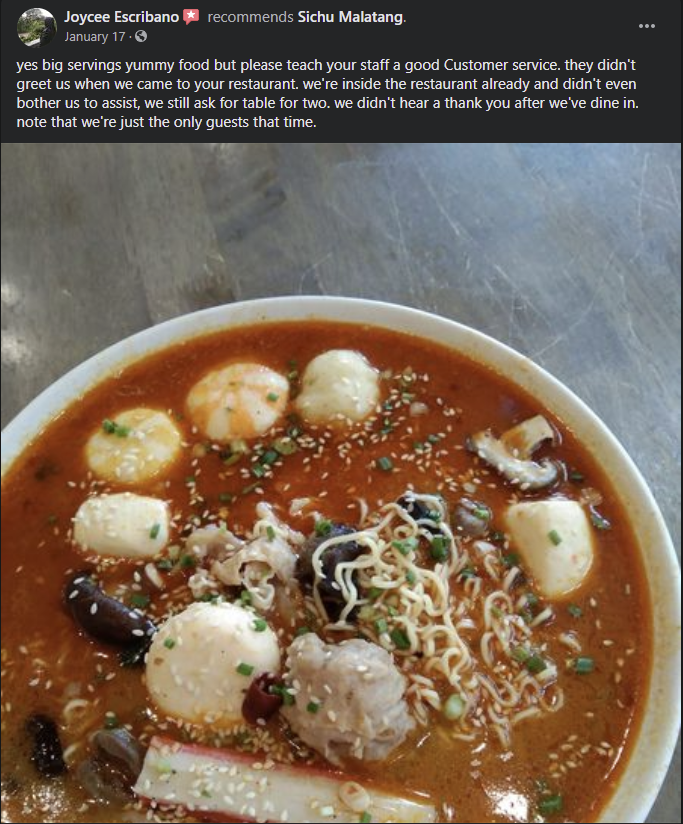 Joycee Escribano recommends Sichu Malatang.
January 17 ·
yes big servings yummy food but please teach your staff a good Customer service. they didn't
greet us when we came to your restaurant. we're inside the restaurant already and didn't even
bother us to assist, we still ask for table for two. we didn't hear a thank you after we've dine in.
note that we're just the only guests that time.